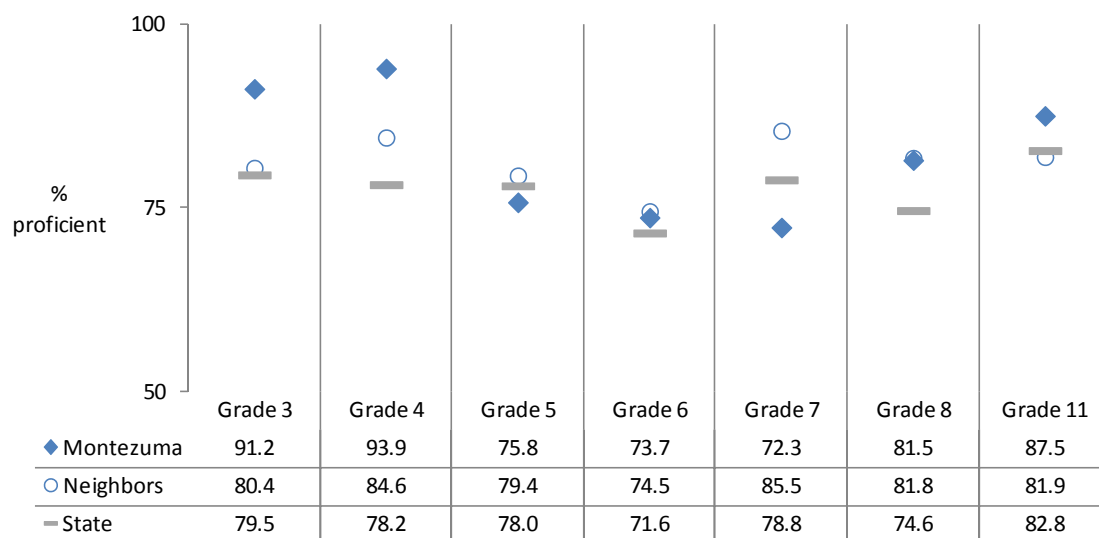 100
75
50
%
proficient
Grade 3 Grade 4 Grade 5 Grade 6 Grade 7 Grade 8 Grade 11
Montezuma 91.2 93.9 75.8 73.7 72.3 81.5 87.5
Neighbors 80.4 84.6 79.4 74.5 85.5 81.8 81.9
State 79.5 78.2 78.0 71.6 78.8 74.6 82.8